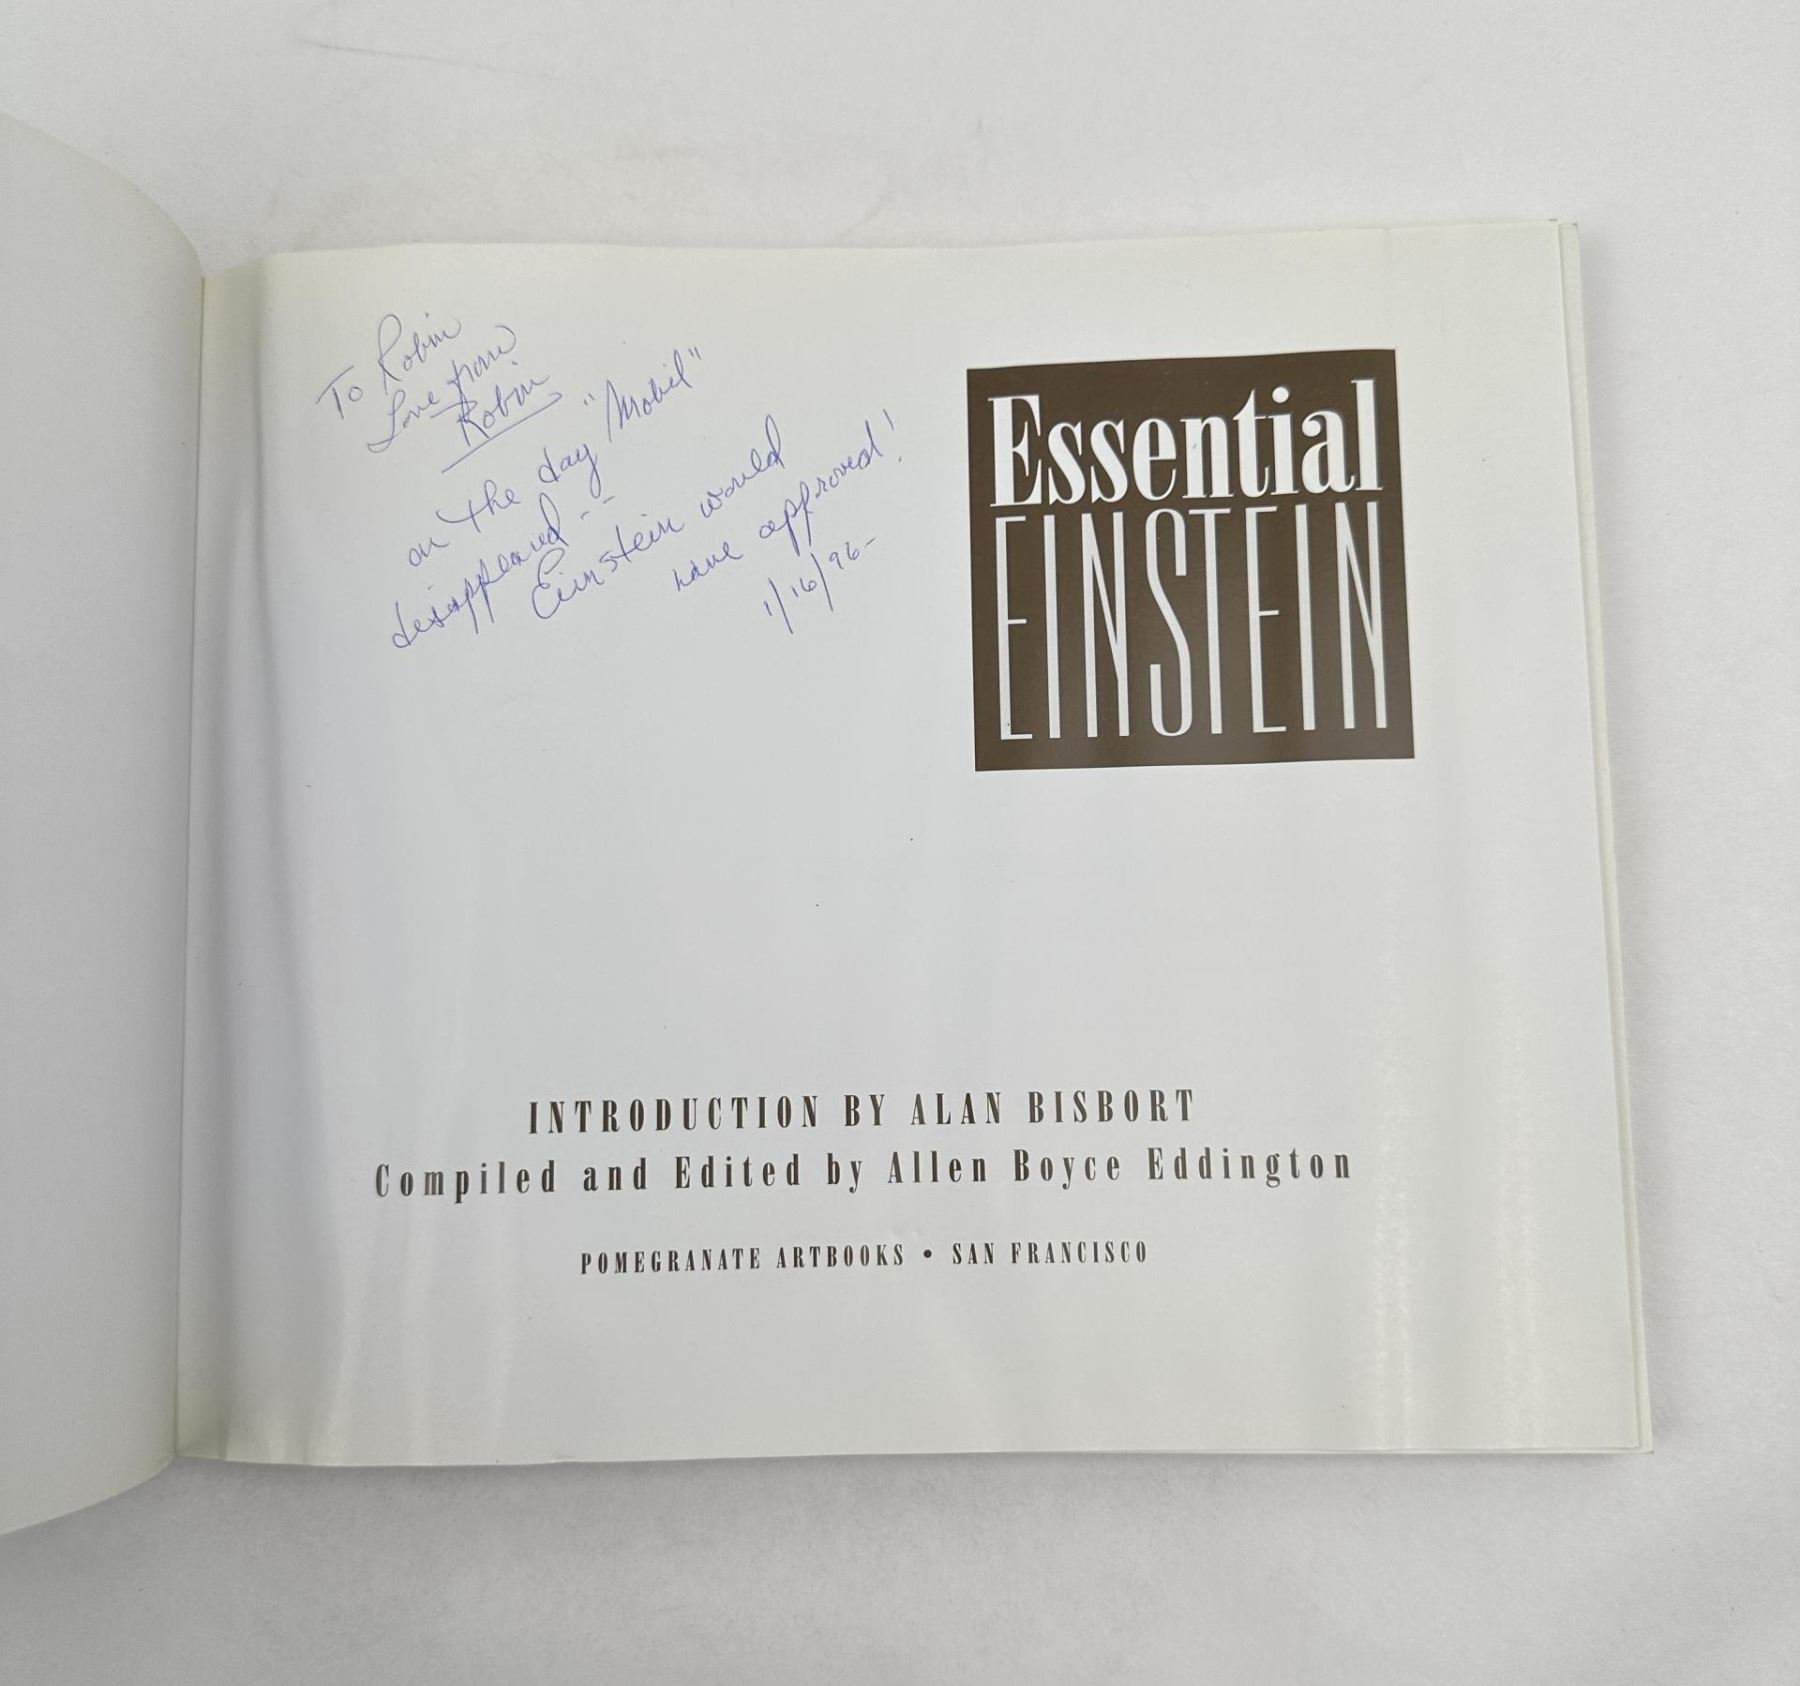 To Robin
Love from
Robin
on the day "Mobil"
disappeared--
Einstein would
have approved!
1/16/96-
Essential
EINSTEIN
INTRODUCTION BY ALAN BISBORT
Compiled and Edited by Allen Boyce Eddington
POMEGRANATE ARTBOOKS • SAN FRANCISCO